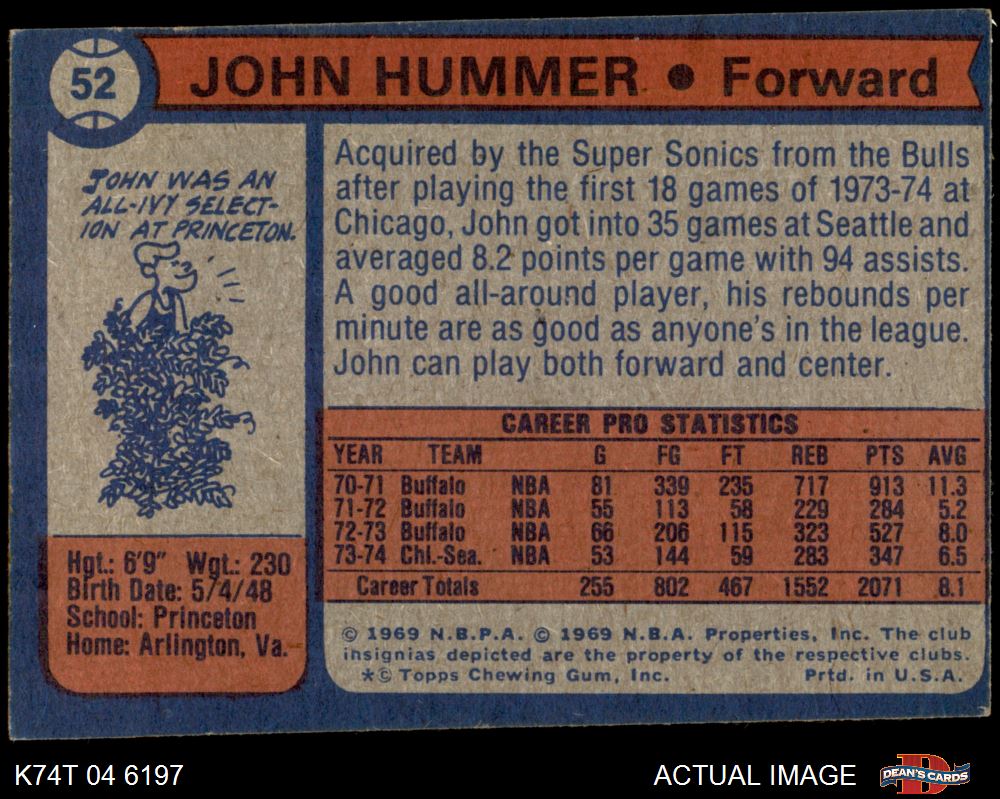 52
JOHN HUMMER • Forward
JOHN WAS AN
ALL-IVY SELECT-
ION AT PRINCETON.
Hgt.: 6'9" Wgt.: 230
Birth Date: 5/4/48
School: Princeton
Home: Arlington, Va.
Acquired by the Super Sonics from the Bulls
after playing the first 18 games of 1973-74 at
Chicago, John got into 35 games at Seattle and
averaged 8.2 points per game with 94 assists.
A good all-around player, his rebounds per
minute are as good as anyone's in the league.
John can play both forward and center.
CAREER PRO STATISTICS
YEAR TEAM G FG FT REB PTS AVG
70-71 Buffalo NBA 81 339 235 717 913 11.3
71-72 Buffalo NBA 55 113 58 229 284 5.2
72-73 Buffalo NBA 66 206 115 323 527 8.0
73-74 Chi.-Sea. NBA 53 144 59 283 347 6.5
Career Totals 255 802 467 1552 2071 8.1
© 1969 N.B.P.A. © 1969 N.B.A. Properties, Inc. The club
insignias depicted are the property of the respective clubs.
*© Topps Chewing Gum, Inc. Prtd. in U.S.A.
K74T 04 6197 ACTUAL IMAGE DEAN'S CARDS